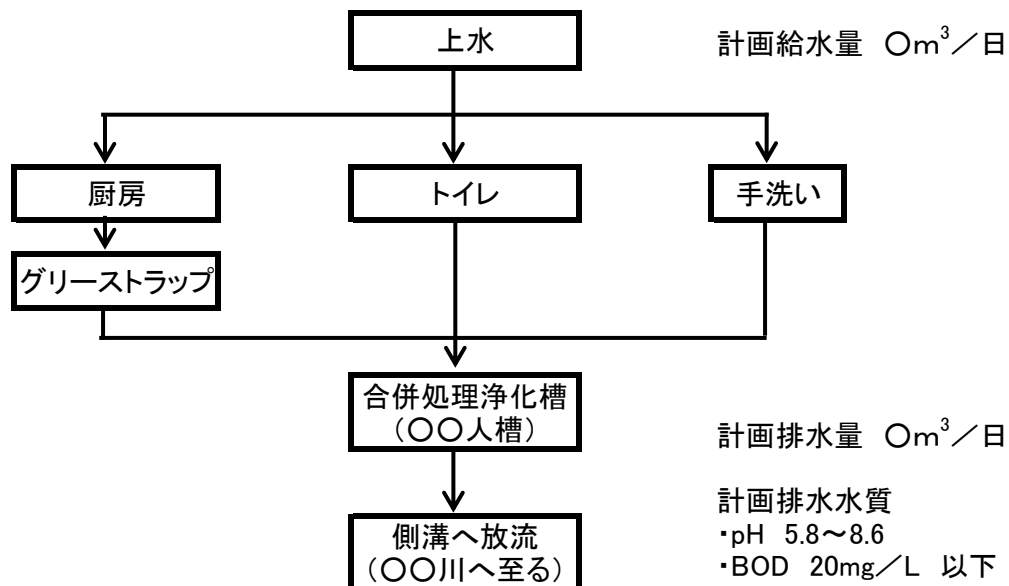 上水
計画給水量 〇m³／日
厨房
トイレ
手洗い
グリーストラップ
合併処理浄化槽
（〇〇人槽）
計画排水量 〇m³／日
計画排水水質
・pH 5.8～8.6
・BOD 20mg／L 以下
側溝へ放流
（〇〇川へ至る）